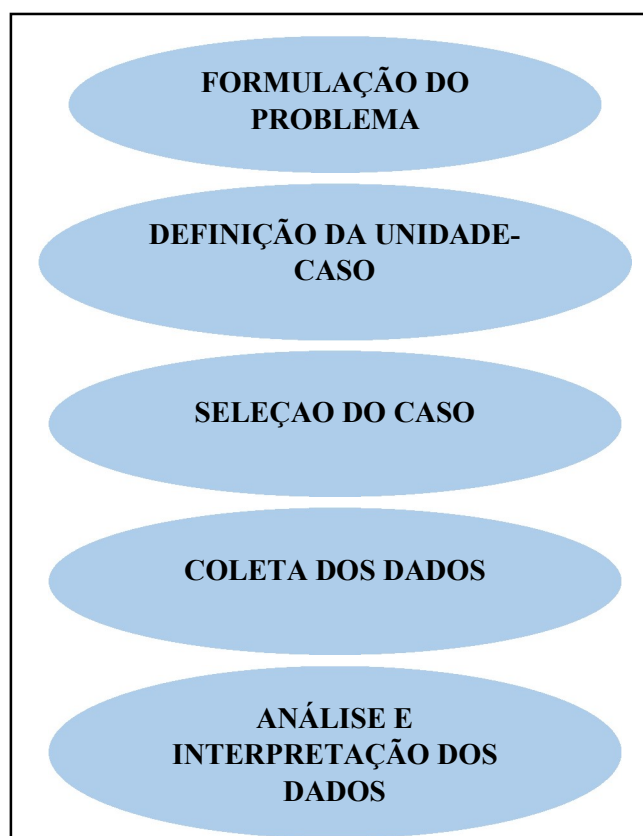 FORMULAÇÃO DO
PROBLEMA
DEFINIÇÃO DA UNIDADE-
CASO
SELEÇAO DO CASO
COLETA DOS DADOS
ANÁLISE E
INTERPRETAÇÃO DOS
DADOS